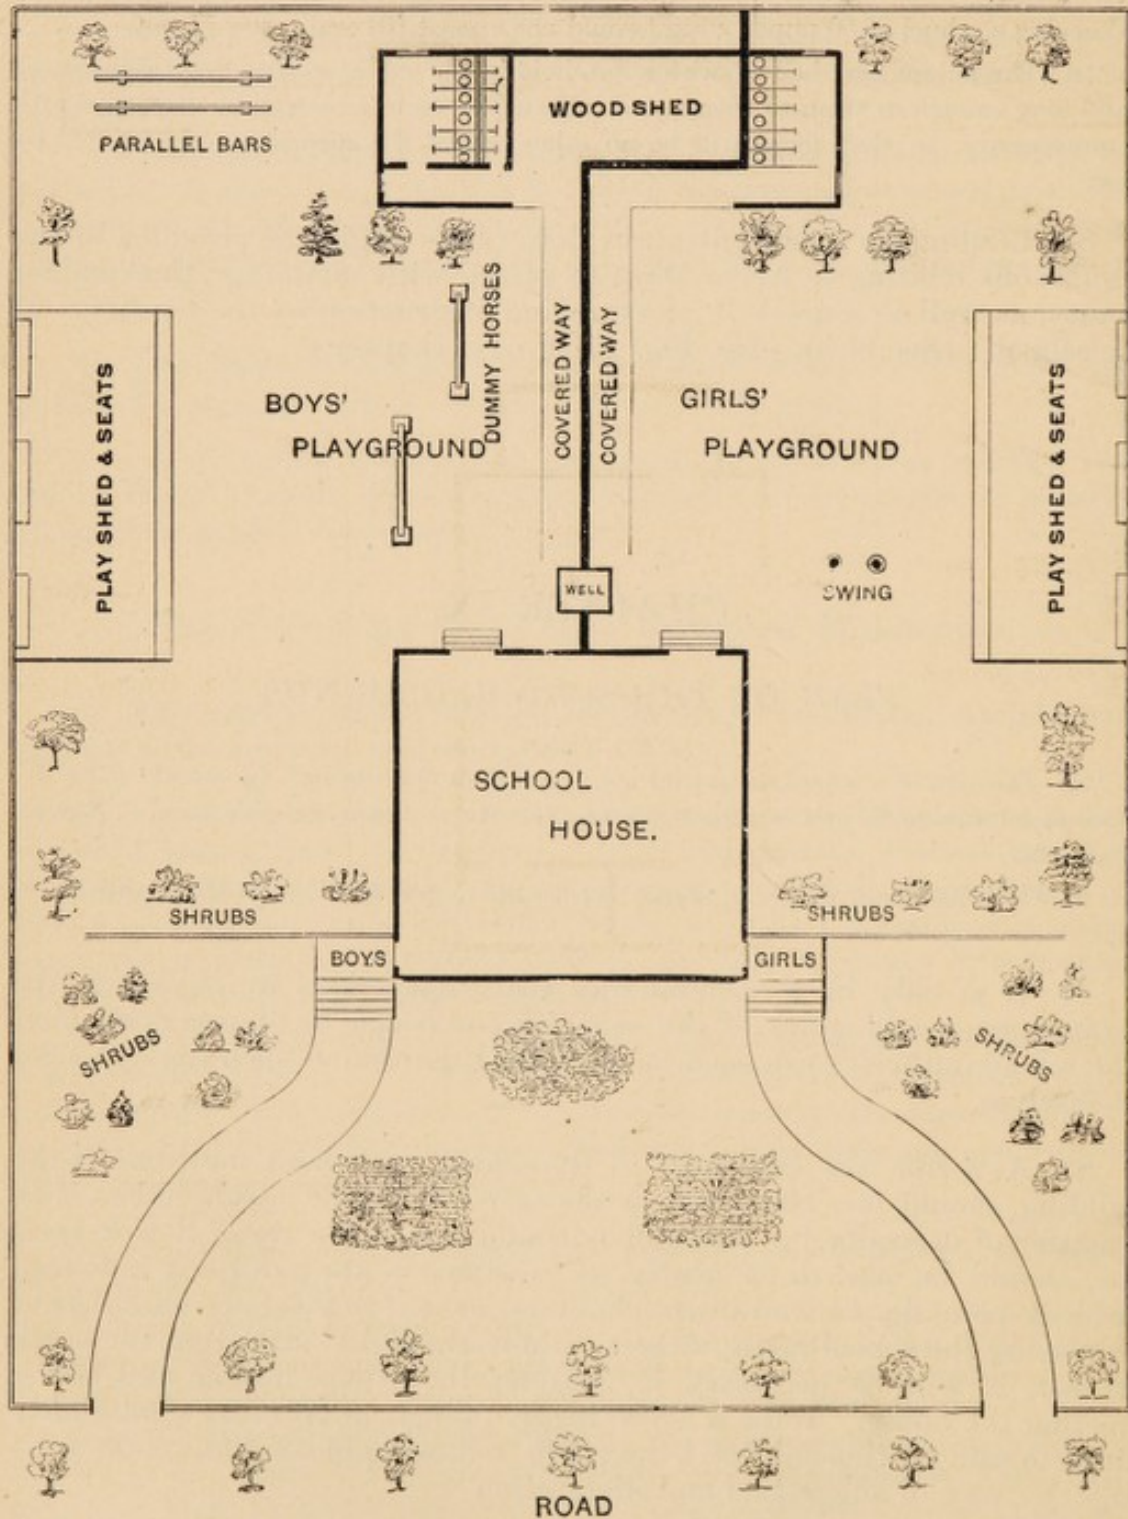 WOOD SHED
PARALLEL BARS
DUMMY HORSES
COVERED WAY
COVERED WAY
PLAY SHED & SEATS
BOYS'
PLAYGROUND
GIRLS'
PLAYGROUND
PLAY SHED & SEATS
WELL
SWING
SCHOOL
HOUSE.
SHRUBS
SHRUBS
BOYS
GIRLS
SHRUBS
SHRUBS
ROAD